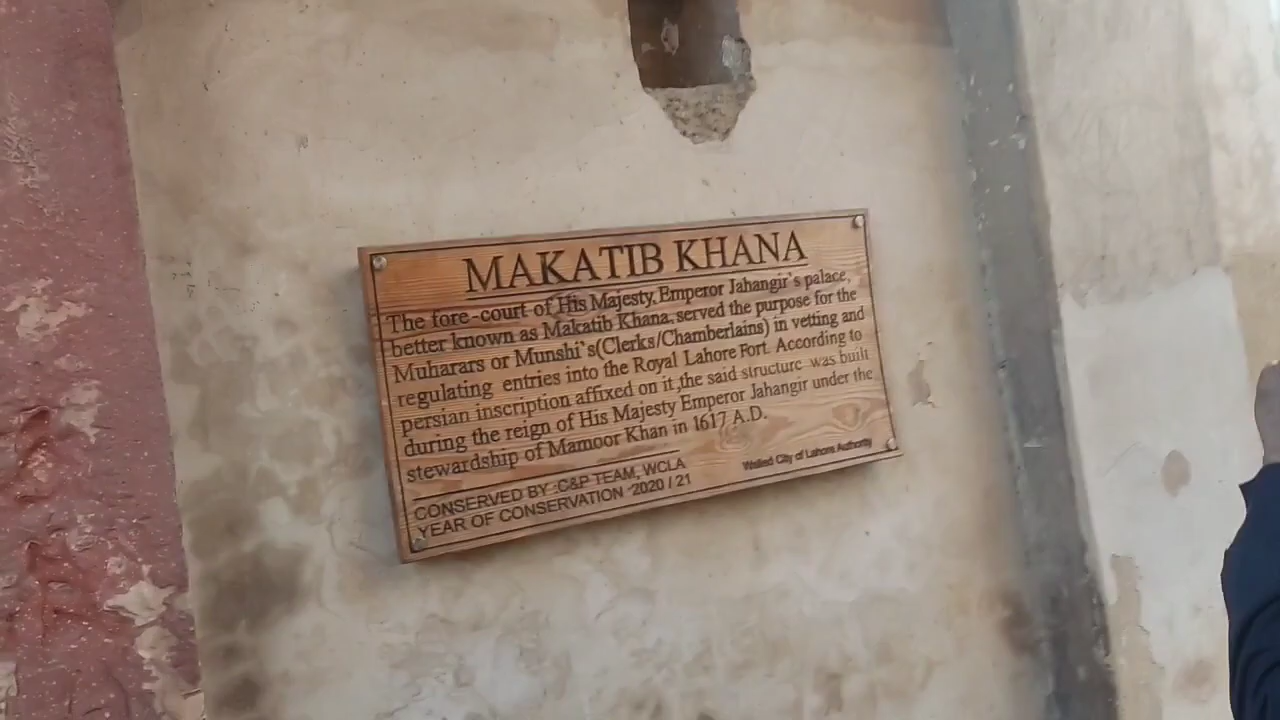 MAKATIB KHANA
The fore-court of His Majesty, Emperor Jahangir's palace,
better known as Makatib Khana, served the purpose for the
Muharars or Munshi's(Clerks/Chamberlains) in vetting and
regulating entries into the Royal Lahore Fort. According to
persian inscription affixed on it ,the said structure was built
during the reign of His Majesty Emperor Jahangir under the
stewardship of Mamoor Khan in 1617 A.D.
CONSERVED BY :C&P TEAM, WCLA
YEAR OF CONSERVATION 2020 / 21
Walled City of Lahore Authority